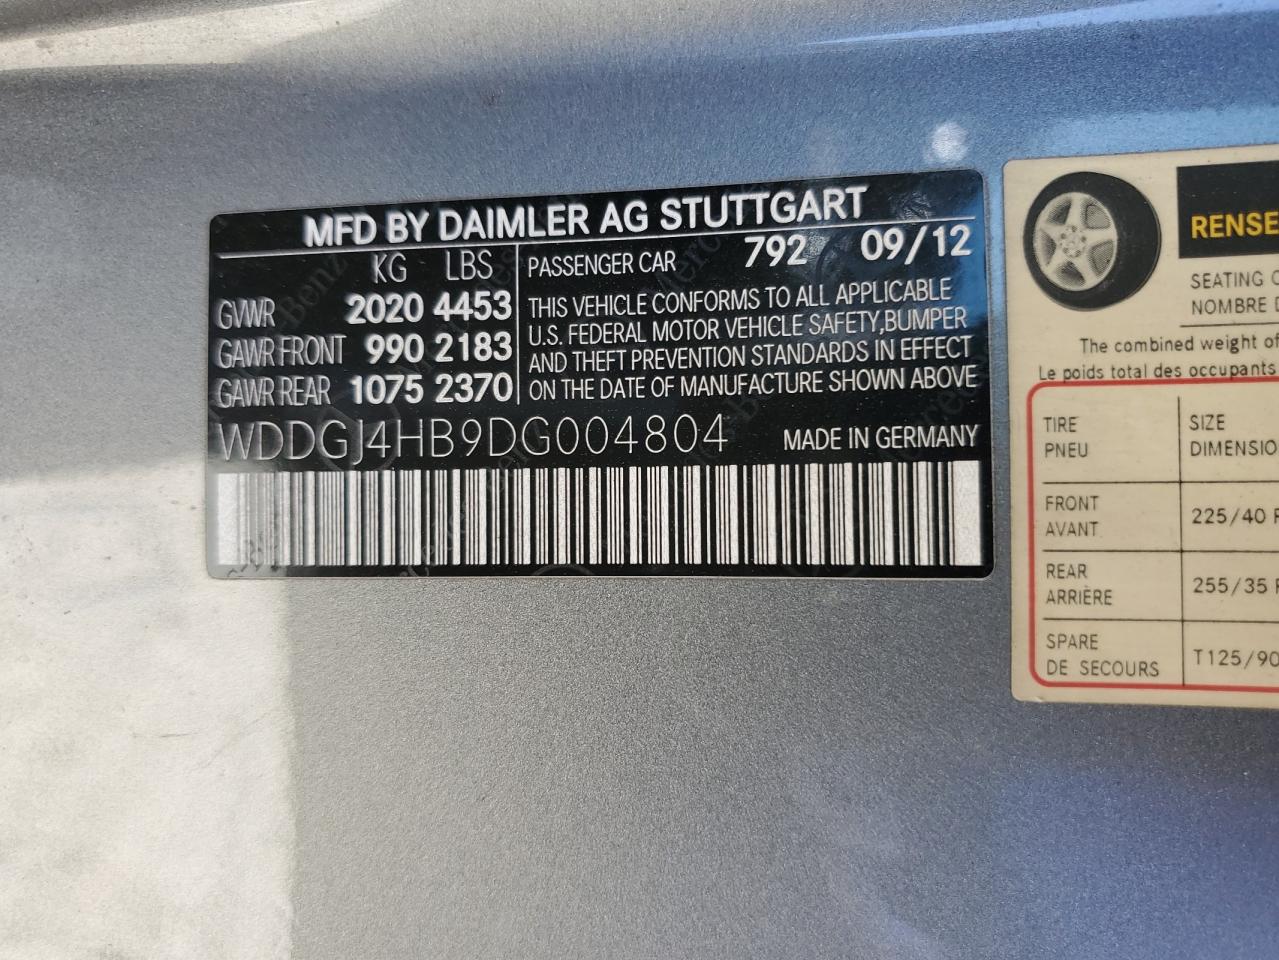 MFD BY DAIMLER AG STUTTGART
KG LBS
GVWR 2020 4453
GAWR FRONT 990 2183
GAWR REAR 1075 2370
PASSENGER CAR 792 09/12
THIS VEHICLE CONFORMS TO ALL APPLICABLE
U.S. FEDERAL MOTOR VEHICLE SAFETY,BUMPER
AND THEFT PREVENTION STANDARDS IN EFFECT
ON THE DATE OF MANUFACTURE SHOWN ABOVE
WDDGJ4HB9DG004804 MADE IN GERMANY
RENSE
SEATING C
NOMBRE D
The combined weight of
Le poids total des occupants
TIRE SIZE
PNEU DIMENSIO
FRONT
AVANT 225/40 R
REAR
ARRIÈRE 255/35 R
SPARE
DE SECOURS T125/90